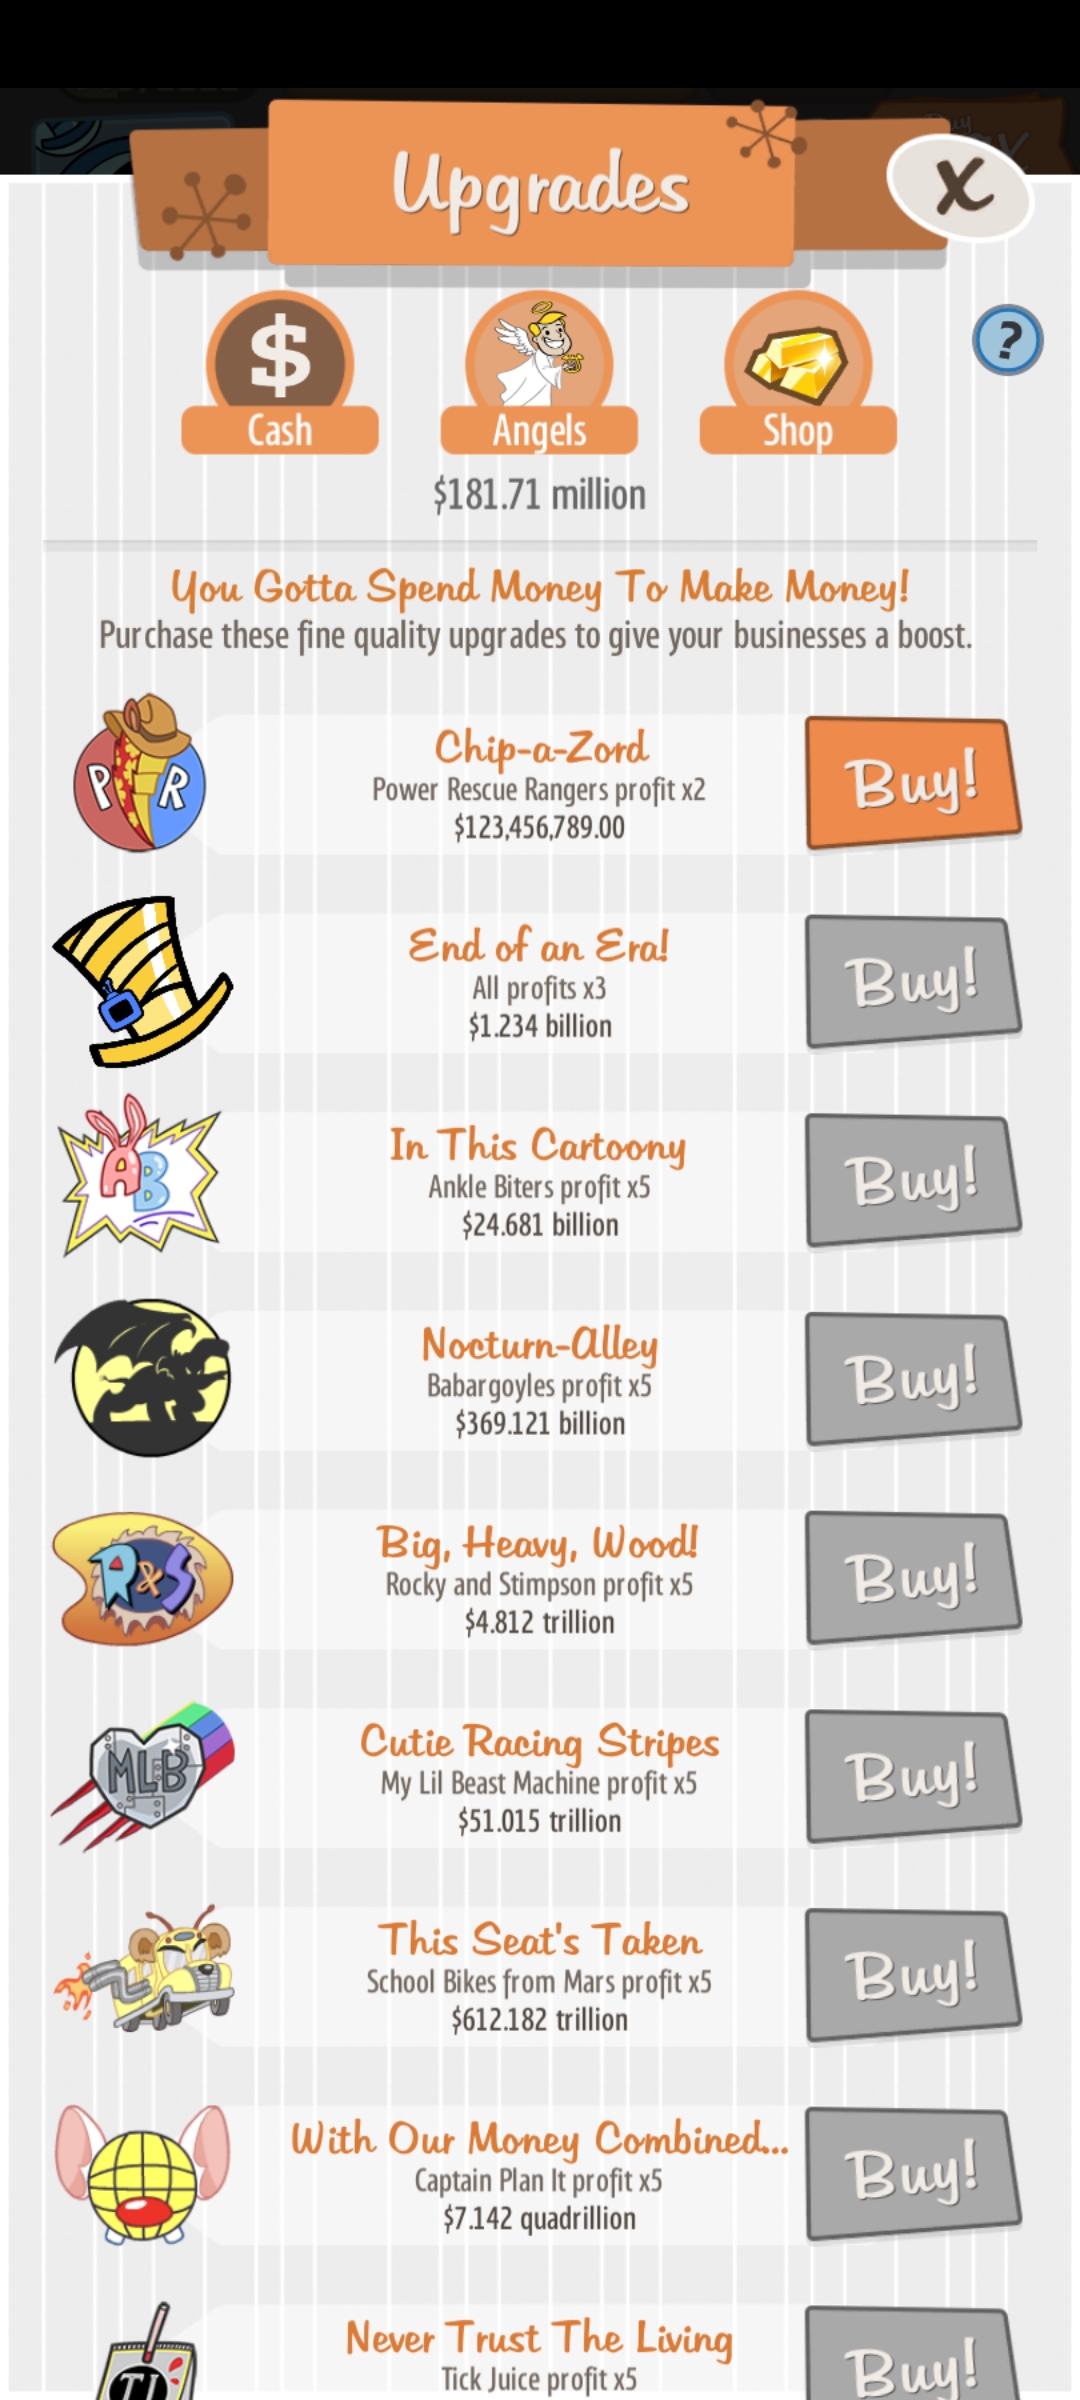 Upgrades
X
$
?
Cash
Angels
Shop
$181.71 million
You Gotta Spend Money To Make Money!
Purchase these fine quality upgrades to give your businesses a boost.
P R
Chip-a-Zord
Power Rescue Rangers profit x2
$123,456,789.00
Buy!
End of an Era!
All profits x3
$1.234 billion
Buy!
AB
In This Cartoony
Ankle Biters profit x5
$24.681 billion
Buy!
Nocturn-Alley
Babargoyles profit x5
$369.121 billion
Buy!
R&S
Big, Heavy, Wood!
Rocky and Stimpson profit x5
$4.812 trillion
Buy!
MLB
Cutie Racing Stripes
My Lil Beast Machine profit x5
$51.015 trillion
Buy!
This Seat's Taken
School Bikes from Mars profit x5
$612.182 trillion
Buy!
With Our Money Combined...
Captain Plan It profit x5
$7.142 quadrillion
Buy!
TJ
Never Trust The Living
Tick Juice profit x5
Buy!